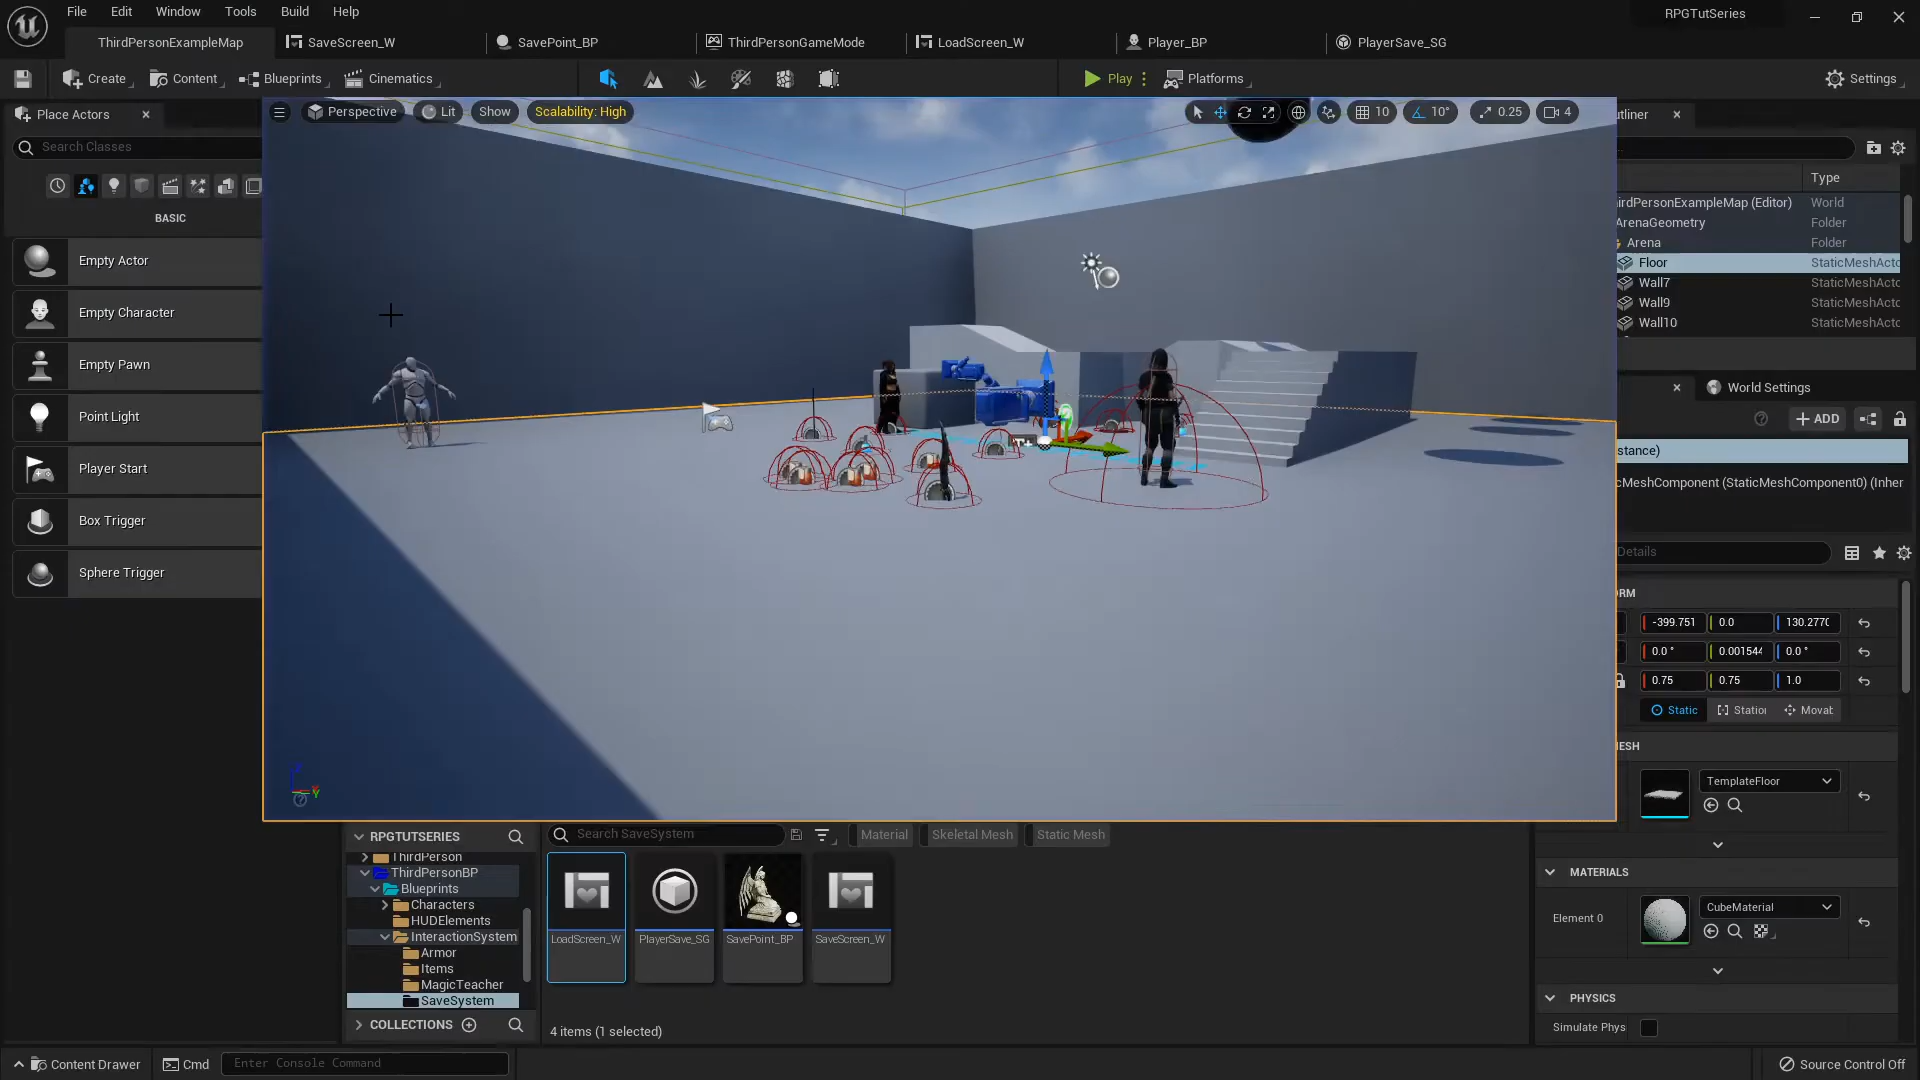 File Edit Window Tools Build Help
RPGTutSeries
ThirdPersonExampleMap
SaveScreen_W
SavePoint_BP
ThirdPersonGameMode
LoadScreen_W
Player_BP
PlayerSave_SG
Create
Content
Blueprints
Cinematics
Play
Platforms
Settings
Place Actors
Search Classes
BASIC
Empty Actor
Empty Character
Empty Pawn
Point Light
Player Start
Box Trigger
Sphere Trigger
Perspective
Lit
Show
Scalability: High
10
10°
0.25
4
utliner
Type
irdPersonExampleMap (Editor) World
ArenaGeometry Folder
Arena Folder
Floor StaticMeshActo
Wall7 StaticMeshActo
Wall9 StaticMeshActo
Wall10 StaticMeshActo
World Settings
ADD
stance)
cMeshComponent (StaticMeshComponent0) (Inher
Details
ORM
-399.751 0.0 130.2770
0.0 ° 0.001544 0.0 °
0.75 0.75 1.0
Static Station Movab
MESH
TemplateFloor
MATERIALS
Element 0
CubeMaterial
PHYSICS
Simulate Phys
RPGTUTSERIES
ThirdPerson
ThirdPersonBP
Blueprints
Characters
HUDElements
InteractionSystem
Armor
Items
MagicTeacher
SaveSystem
COLLECTIONS
Search SaveSystem
Material
Skeletal Mesh
Static Mesh
LoadScreen_W
PlayerSave_SG
SavePoint_BP
SaveScreen_W
4 items (1 selected)
Content Drawer
Cmd
Enter Console Command
Source Control Off